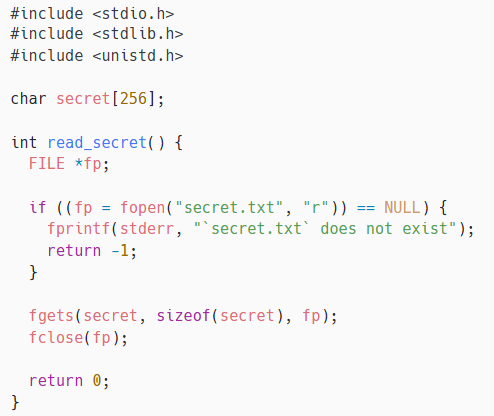 #include <stdio.h>
#include <stdlib.h>
#include <unistd.h>

char secret[256];

int read_secret() {
  FILE *fp;

  if ((fp = fopen("secret.txt", "r")) == NULL) {
    fprintf(stderr, "`secret.txt` does not exist");
    return -1;
  }

  fgets(secret, sizeof(secret), fp);
  fclose(fp);

  return 0;
}